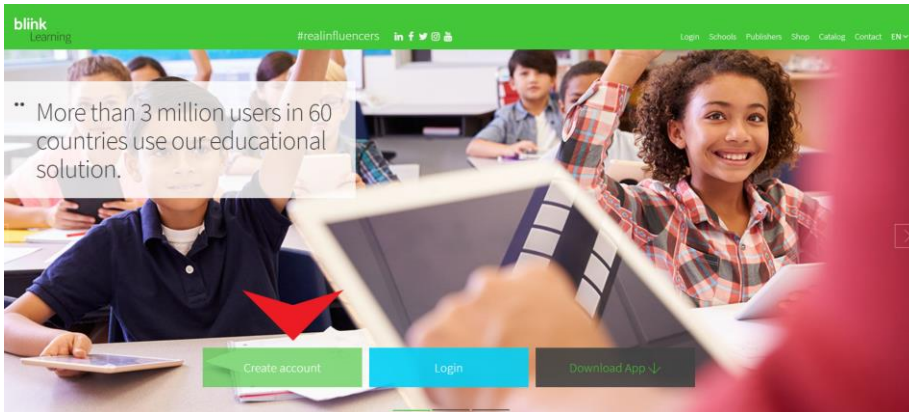 blink
Learning
#realinfluencers
Login Schools Publishers Shop Catalog Contact EN
More than 3 million users in 60
countries use our educational
solution.
Create account
Login
Download App